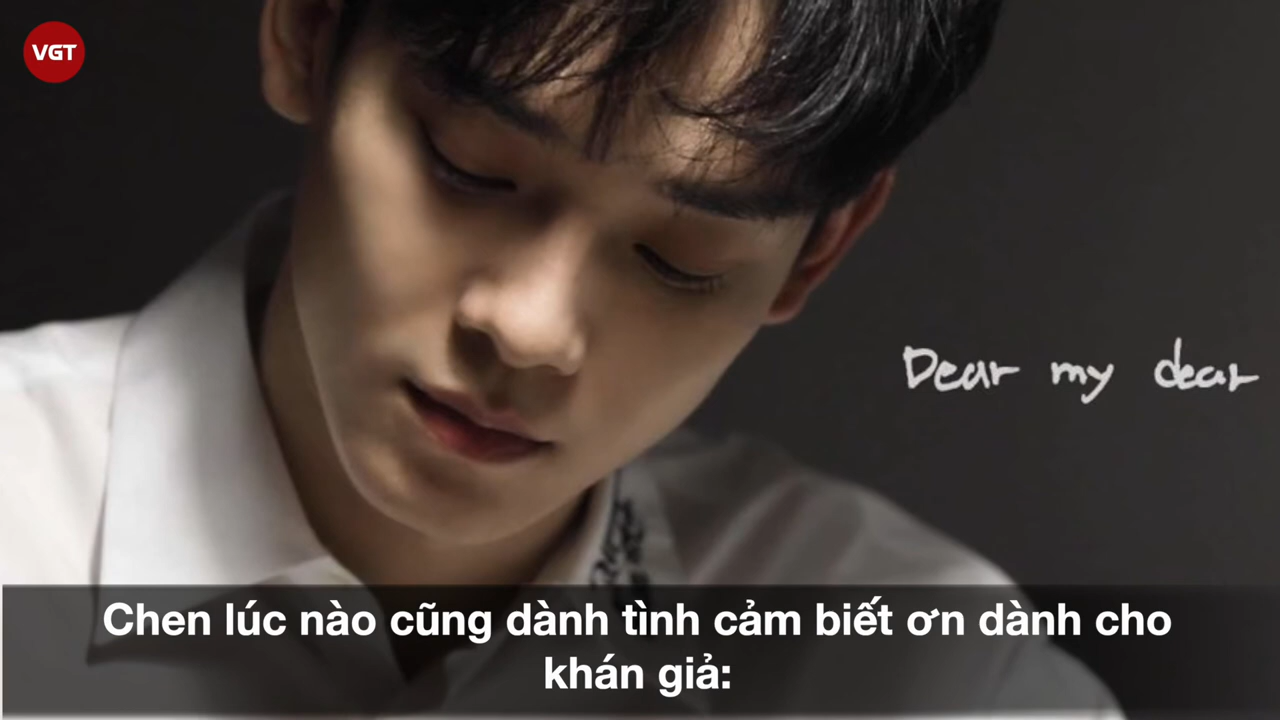 VGT
Dear my dear
Chen lúc nào cũng dành tình cảm biết ơn dành cho
khán giả: